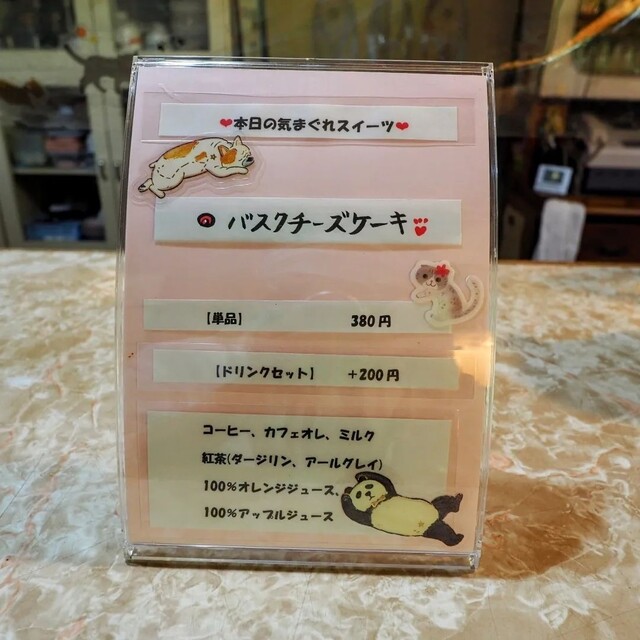 ❤本日の気まぐれスイーツ❤
バスクチーズケーキ
【単品】 380円
【ドリンクセット】 +200円
コーヒー、カフェオレ、ミルク
紅茶(ダージリン、アールグレイ)
100%オレンジジュース、
100%アップルジュース